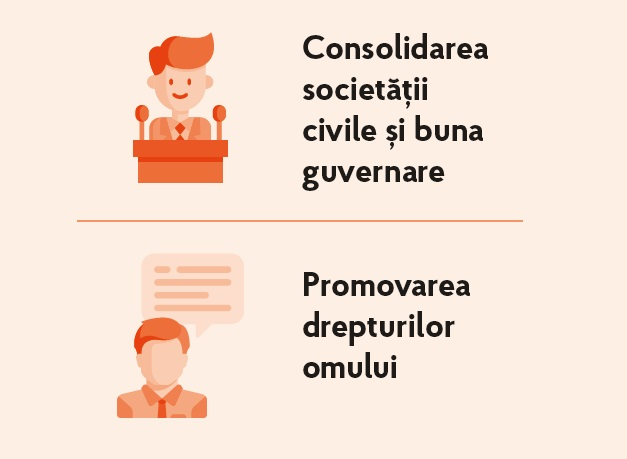 Consolidarea
societății
civile și buna
guvernare
Promovarea
drepturilor
omului